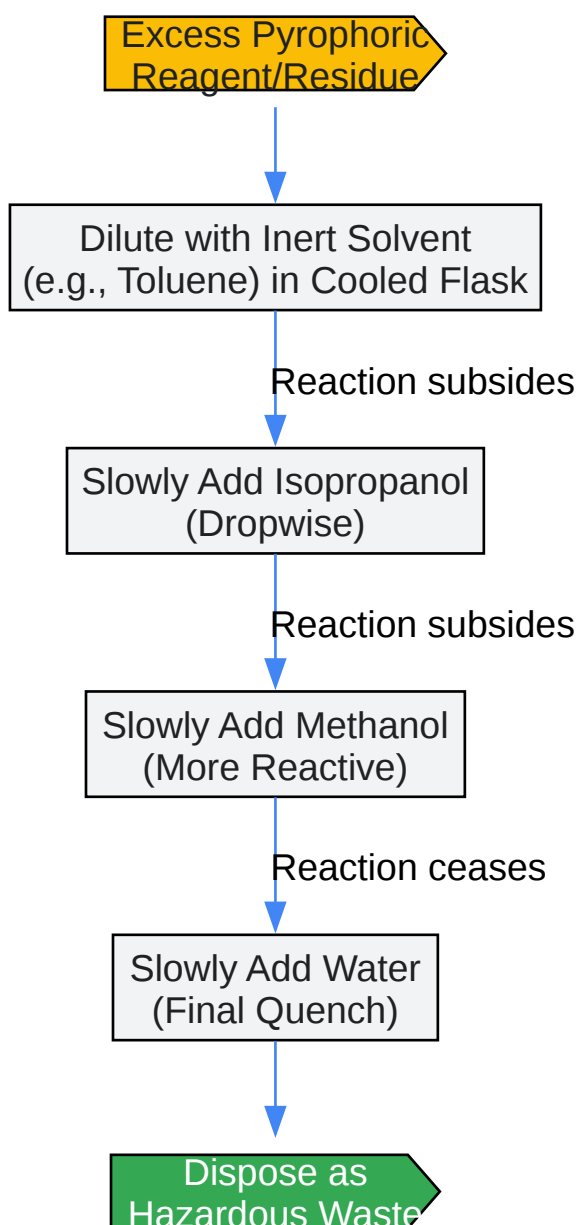 Excess Pyrophoric
Reagent/Residue
Dilute with Inert Solvent
(e.g., Toluene) in Cooled Flask
Reaction subsides
Slowly Add Isopropanol
(Dropwise)
Reaction subsides
Slowly Add Methanol
(More Reactive)
Reaction ceases
Slowly Add Water
(Final Quench)
Dispose as
Hazardous Waste